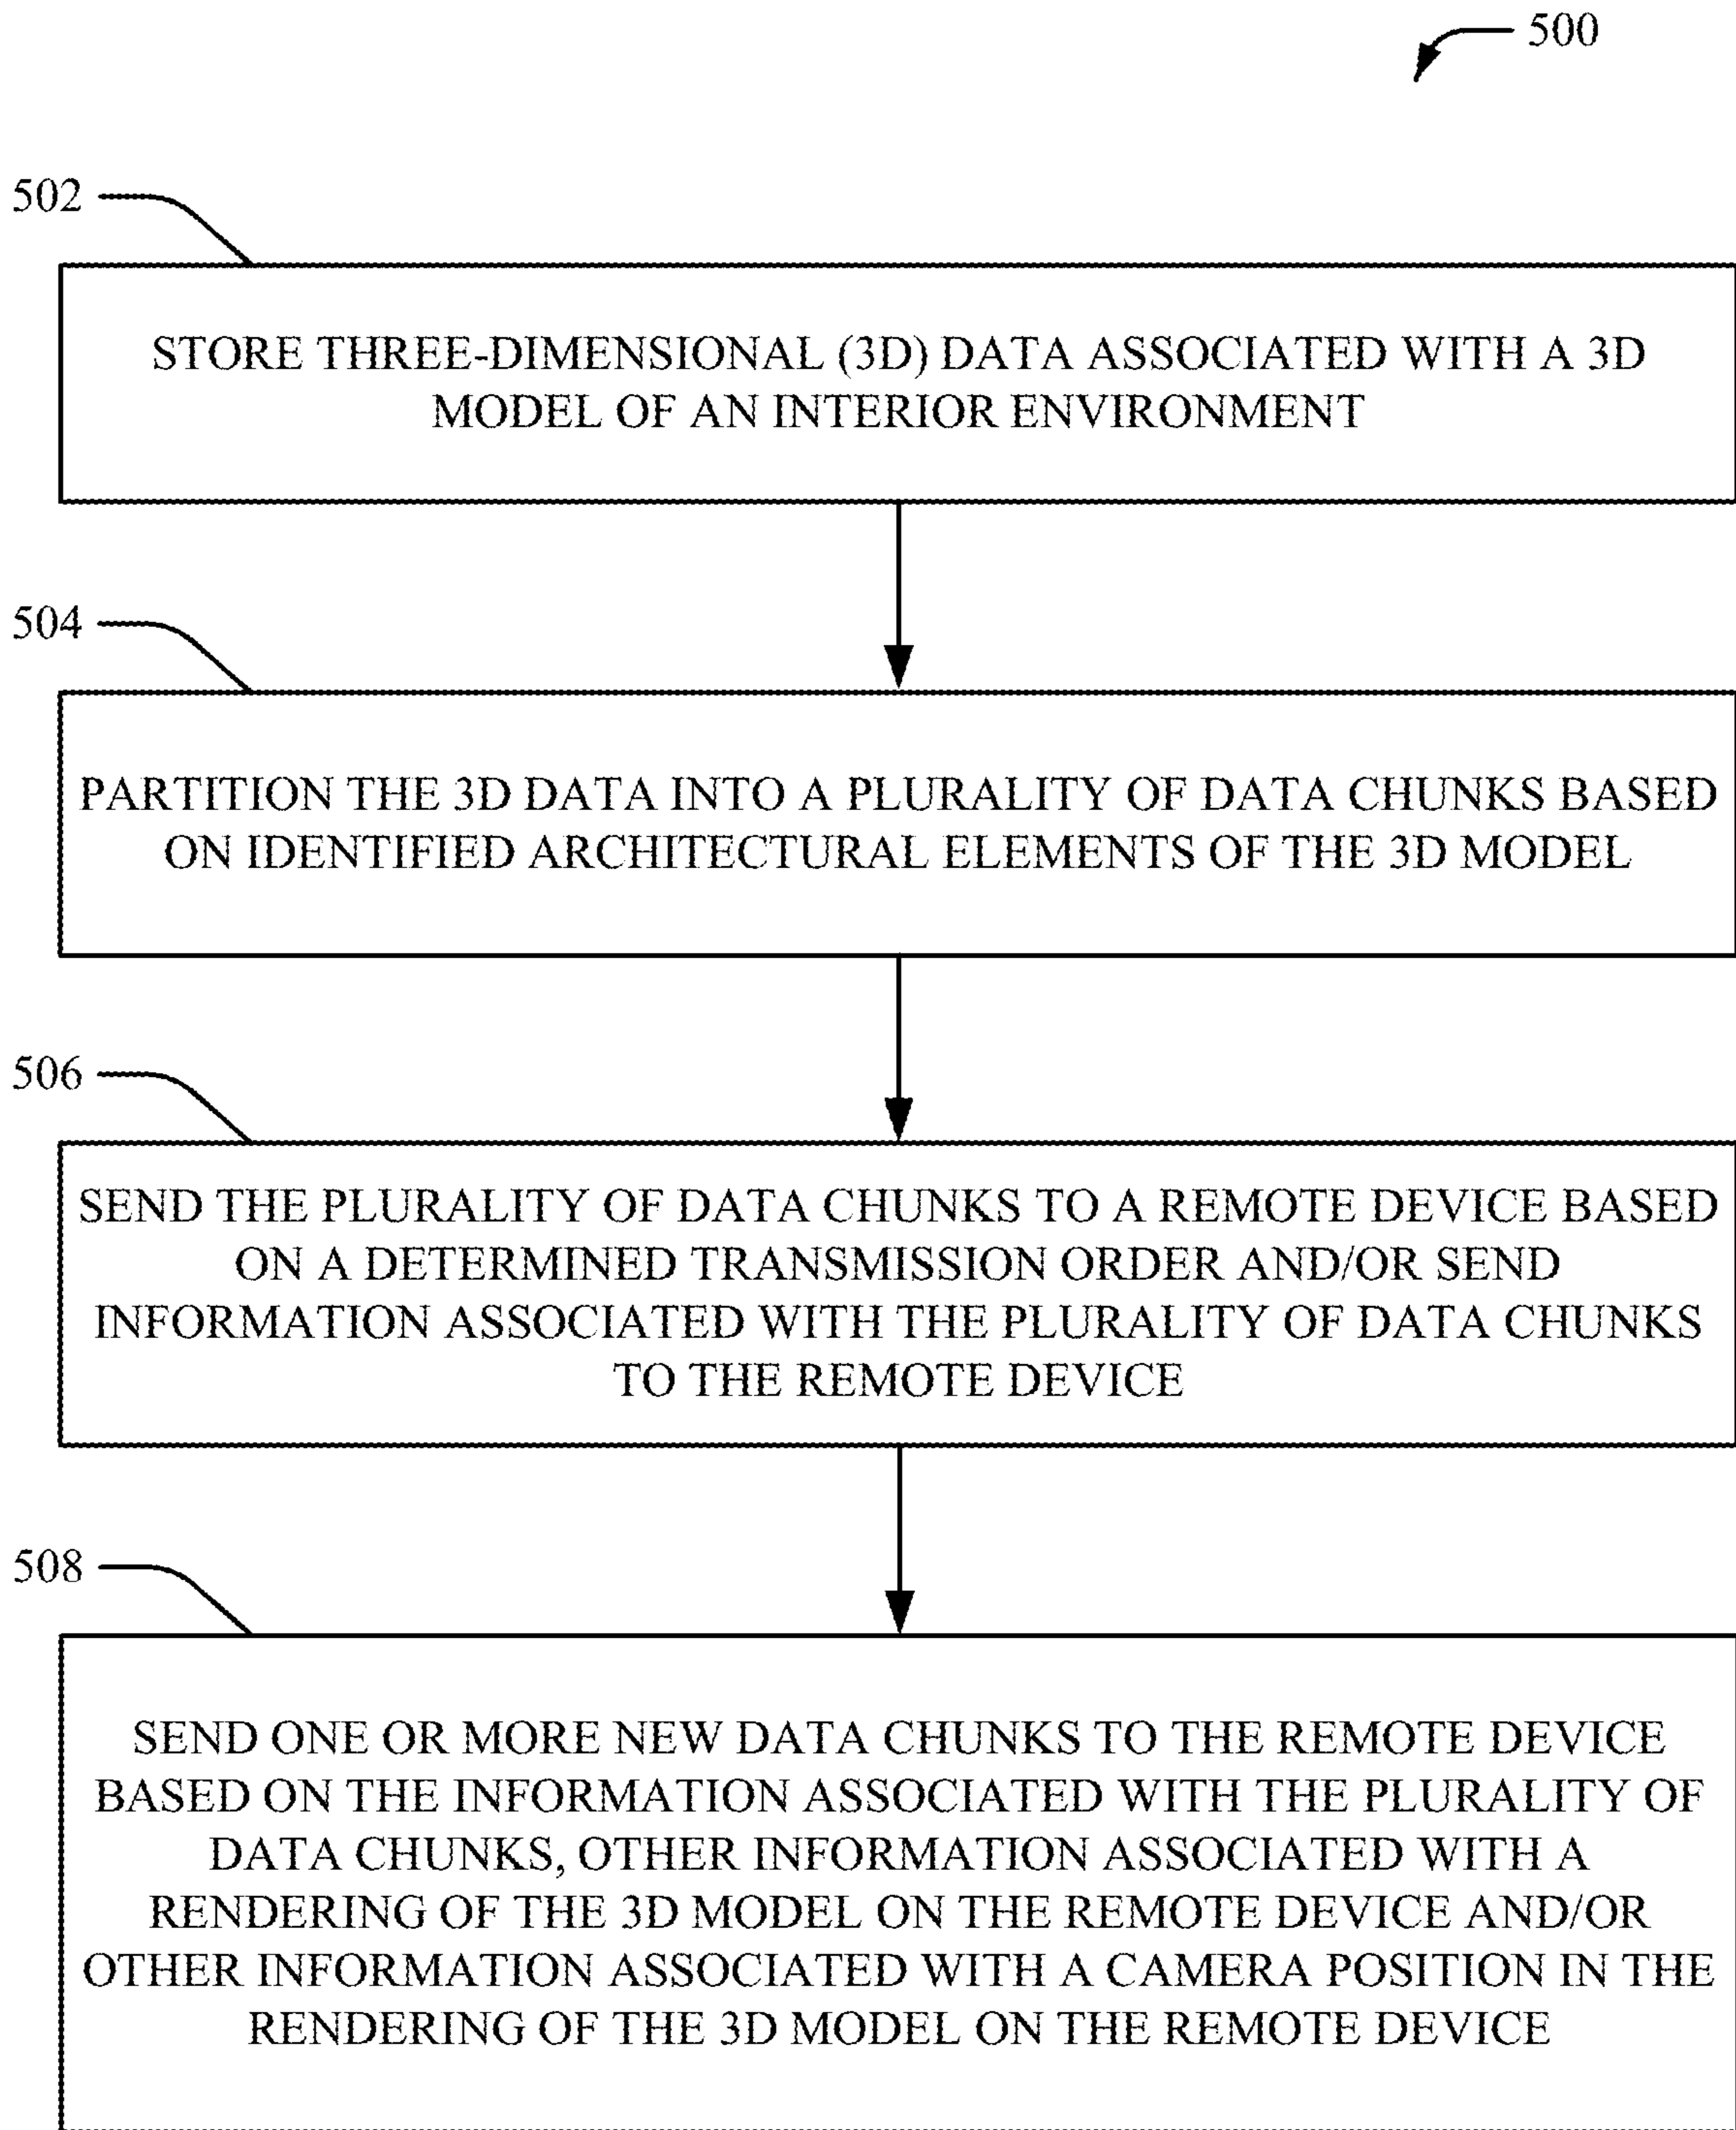 500
502
STORE THREE-DIMENSIONAL (3D) DATA ASSOCIATED WITH A 3D
MODEL OF AN INTERIOR ENVIRONMENT
504
PARTITION THE 3D DATA INTO A PLURALITY OF DATA CHUNKS BASED
ON IDENTIFIED ARCHITECTURAL ELEMENTS OF THE 3D MODEL
506
SEND THE PLURALITY OF DATA CHUNKS TO A REMOTE DEVICE BASED
ON A DETERMINED TRANSMISSION ORDER AND/OR SEND
INFORMATION ASSOCIATED WITH THE PLURALITY OF DATA CHUNKS
TO THE REMOTE DEVICE
508
SEND ONE OR MORE NEW DATA CHUNKS TO THE REMOTE DEVICE
BASED ON THE INFORMATION ASSOCIATED WITH THE PLURALITY OF
DATA CHUNKS, OTHER INFORMATION ASSOCIATED WITH A
RENDERING OF THE 3D MODEL ON THE REMOTE DEVICE AND/OR
OTHER INFORMATION ASSOCIATED WITH A CAMERA POSITION IN THE
RENDERING OF THE 3D MODEL ON THE REMOTE DEVICE